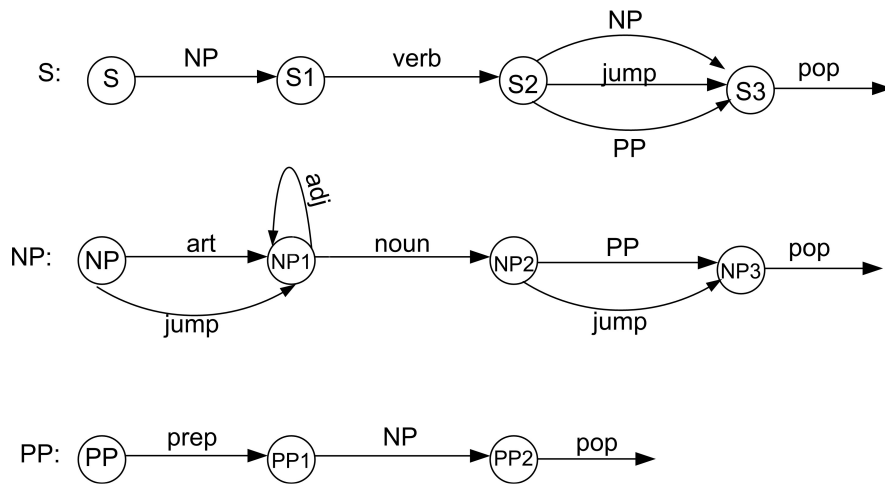 NP
S: S NP S1 verb S2 jump S3 pop
PP
adj
NP: NP art NP1 noun NP2 PP NP3 pop
jump jump
PP: PP prep PP1 NP PP2 pop